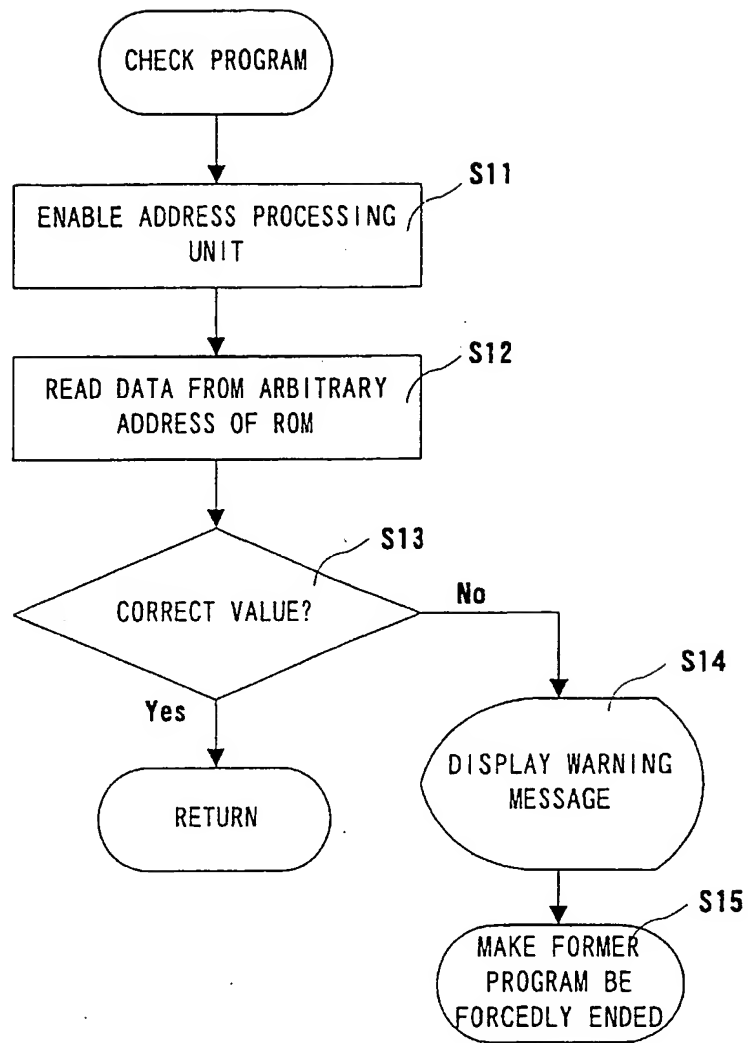 CHECK PROGRAM
S11
ENABLE ADDRESS PROCESSING
UNIT
S12
READ DATA FROM ARBITRARY
ADDRESS OF ROM
S13
CORRECT VALUE?
No
Yes
S14
DISPLAY WARNING
MESSAGE
RETURN
S15
MAKE FORMER
PROGRAM BE
FORCEDLY ENDED